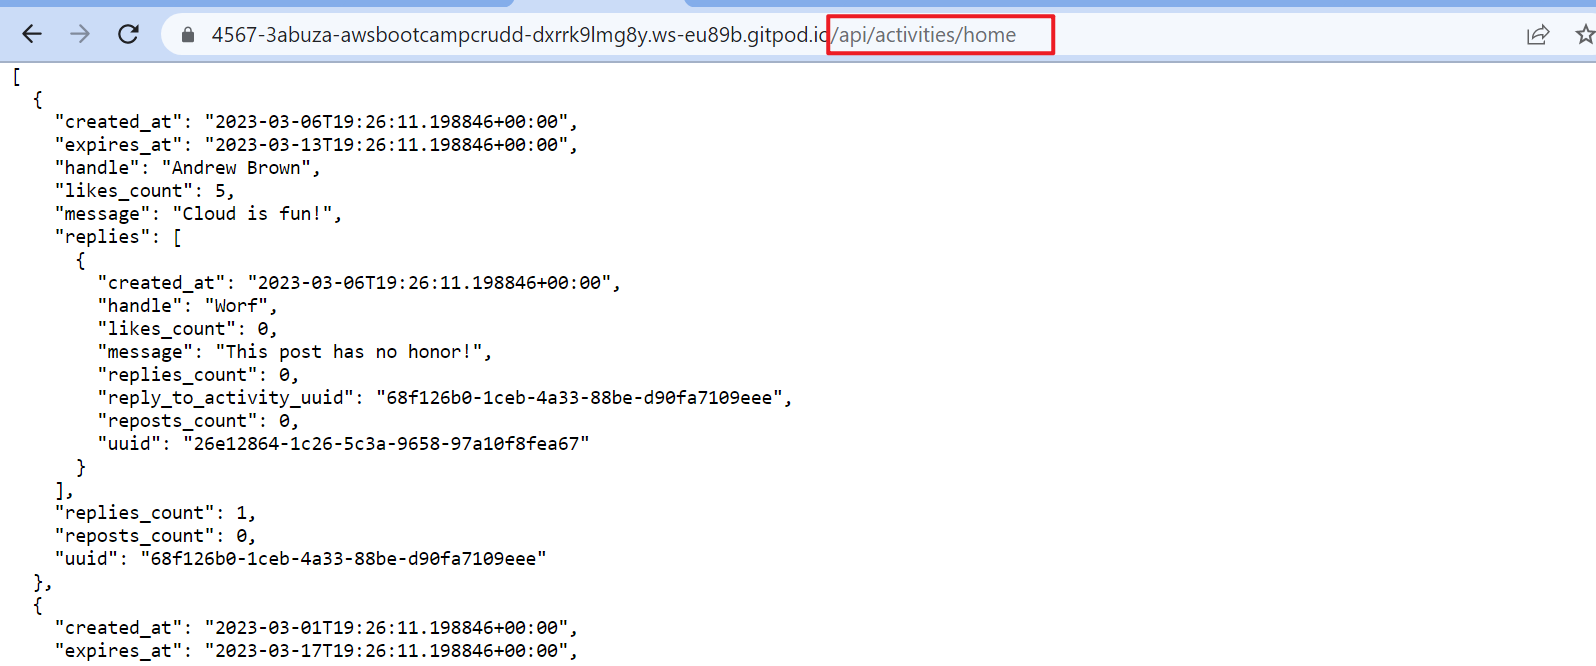 4567-3abuza-awsbootcampcrudd-dxrrk9lmg8y.ws-eu89b.gitpod.io/api/activities/home
[
  {
    "created_at": "2023-03-06T19:26:11.198846+00:00",
    "expires_at": "2023-03-13T19:26:11.198846+00:00",
    "handle": "Andrew Brown",
    "likes_count": 5,
    "message": "Cloud is fun!",
    "replies": [
      {
        "created_at": "2023-03-06T19:26:11.198846+00:00",
        "handle": "Worf",
        "likes_count": 0,
        "message": "This post has no honor!",
        "replies_count": 0,
        "reply_to_activity_uuid": "68f126b0-1ceb-4a33-88be-d90fa7109eee",
        "reposts_count": 0,
        "uuid": "26e12864-1c26-5c3a-9658-97a10f8fea67"
      }
    ],
    "replies_count": 1,
    "reposts_count": 0,
    "uuid": "68f126b0-1ceb-4a33-88be-d90fa7109eee"
  },
  {
    "created_at": "2023-03-01T19:26:11.198846+00:00",
    "expires_at": "2023-03-17T19:26:11.198846+00:00",